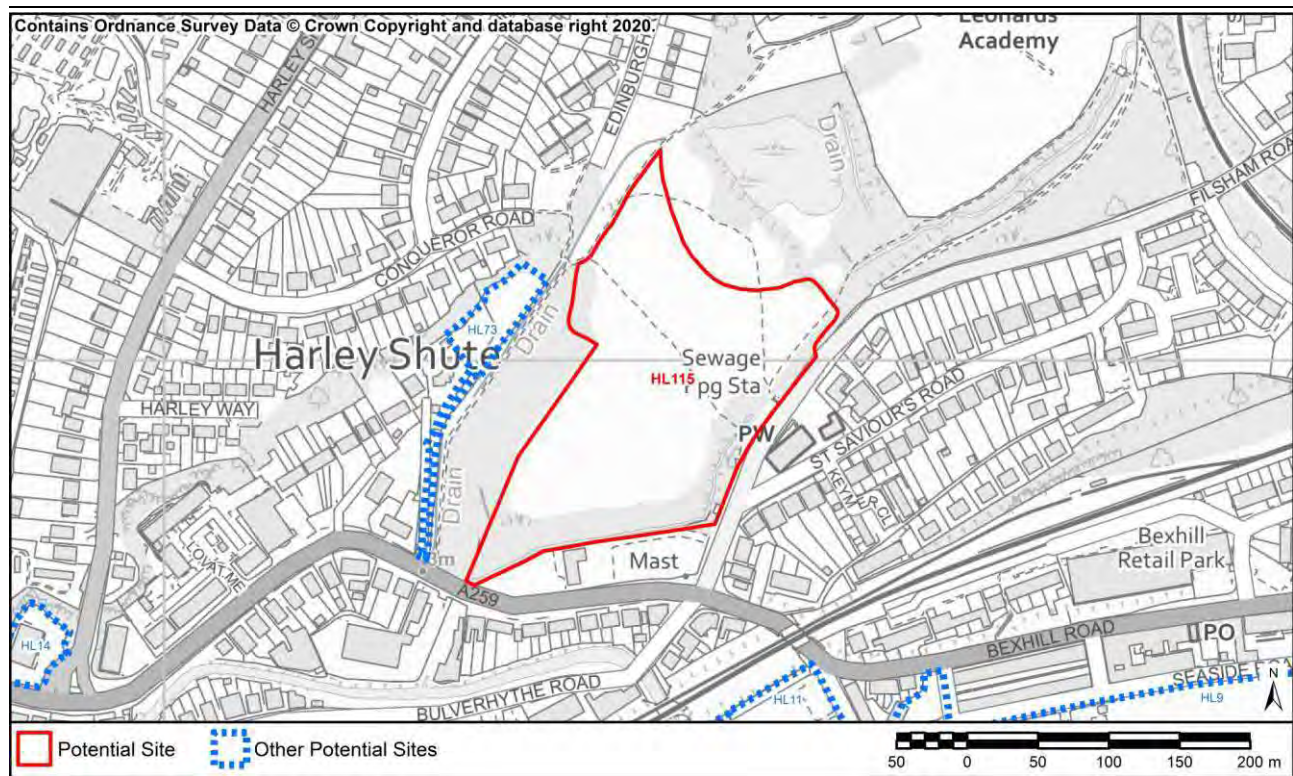 Contains Ordnance Survey Data © Crown Copyright and database right 2020.
Leonards
Academy
EDINBURGH
Drain
FILSHAM ROAD
CONQUEROR ROAD
HL73
Drain
Harley Shute
Sewage
Ppg Sta
HL115
HARLEY WAY
PW
ST SAVIOUR'S ROAD
Drain
Bexhill
Retail Park
Mast
A259
HL14
PO
BEXHILL ROAD
BULVERHYTHE ROAD
HL11
HL9
N
Potential Site
Other Potential Sites
50 0 50 100 150 200 m